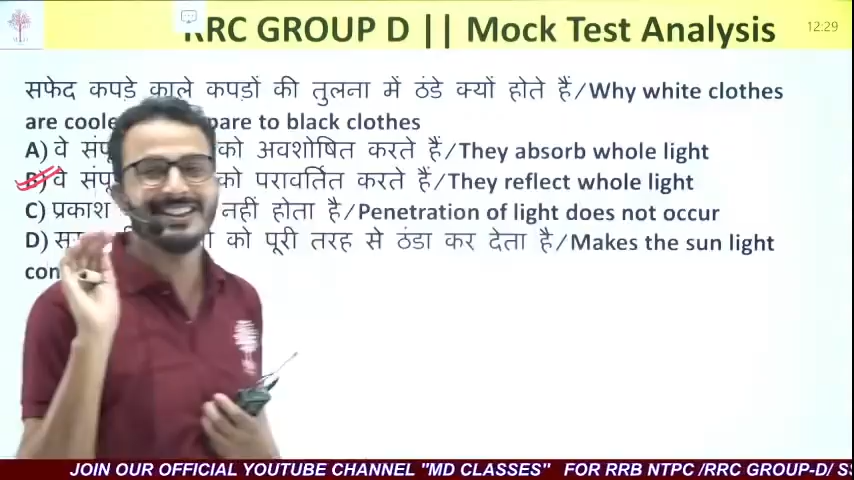 RRC GROUP D || Mock Test Analysis
12:29
सफेद कपड़े काले कपड़ों की तुलना में ठंडे क्यों होते हैं/Why white clothes
are pare to black clothes
A) वे को अवशोषित करते हैं/They absorb whole light
B) वे को परावर्तित करते हैं/They reflect whole light
C) प्रकाश नहीं होता है/Penetration of light does not occur
D) को पूरी तरह से ठंडा कर देता है/Makes the sun light
JOIN OUR OFFICIAL YOUTUBE CHANNEL "MD CLASSES" FOR RRB NTPC /RRC GROUP-D/